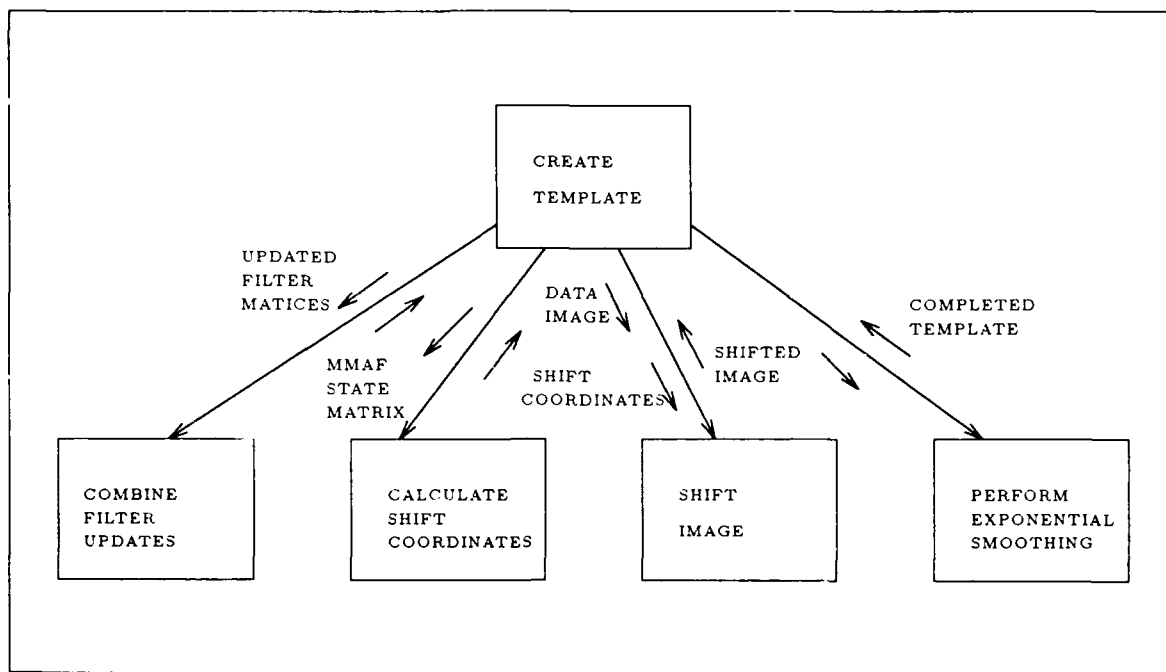 CREATE
TEMPLATE
UPDATED
FILTER
MATICES
DATA
IMAGE
COMPLETED
TEMPLATE
MMAF
STATE
MATRIX
SHIFT
COORDINATES
SHIFTED
IMAGE
COMBINE
FILTER
UPDATES
CALCULATE
SHIFT
COORDINATES
SHIFT
IMAGE
PERFORM
EXPONENTIAL
SMOOTHING